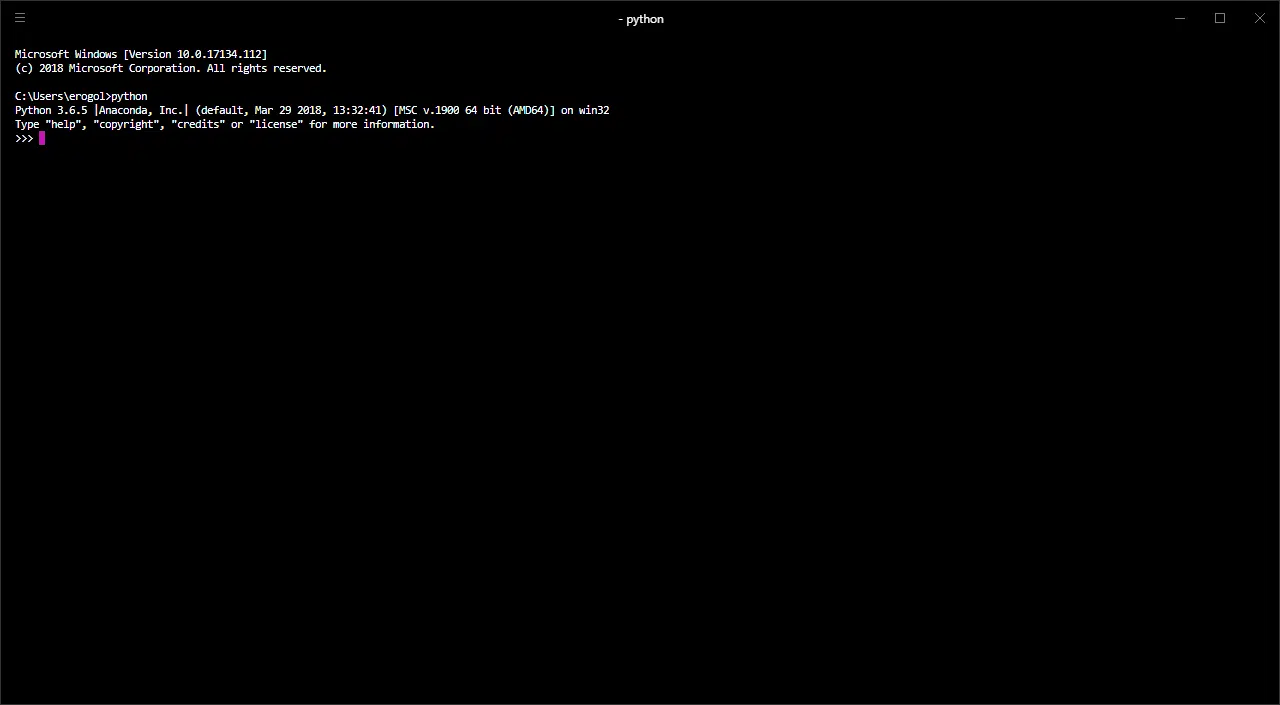 - python
Microsoft Windows [Version 10.0.17134.112]
(c) 2018 Microsoft Corporation. All rights reserved.
C:\Users\erogol>python
Python 3.6.5 |Anaconda, Inc.| (default, Mar 29 2018, 13:32:41) [MSC v.1900 64 bit (AMD64)] on win32
Type "help", "copyright", "credits" or "license" for more information.
>>>